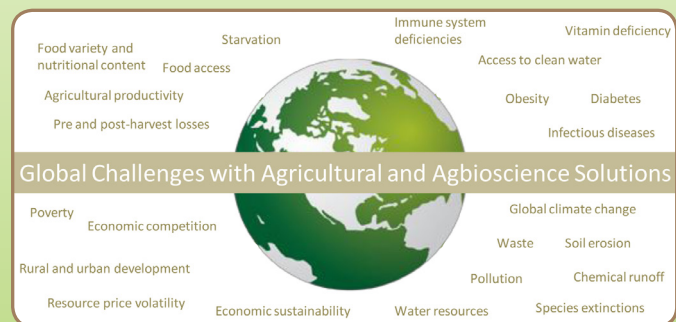 Immune system
deficiencies
Vitamin deficiency
Starvation
Food variety and
nutritional content
Food access
Access to clean water
Agricultural productivity
Obesity
Diabetes
Pre and post-harvest losses
Infectious diseases
Global Challenges with Agricultural and Agbioscience Solutions
Poverty
Economic competition
Global climate change
Waste
Soil erosion
Rural and urban development
Pollution
Chemical runoff
Resource price volatility
Economic sustainability
Water resources
Species extinctions